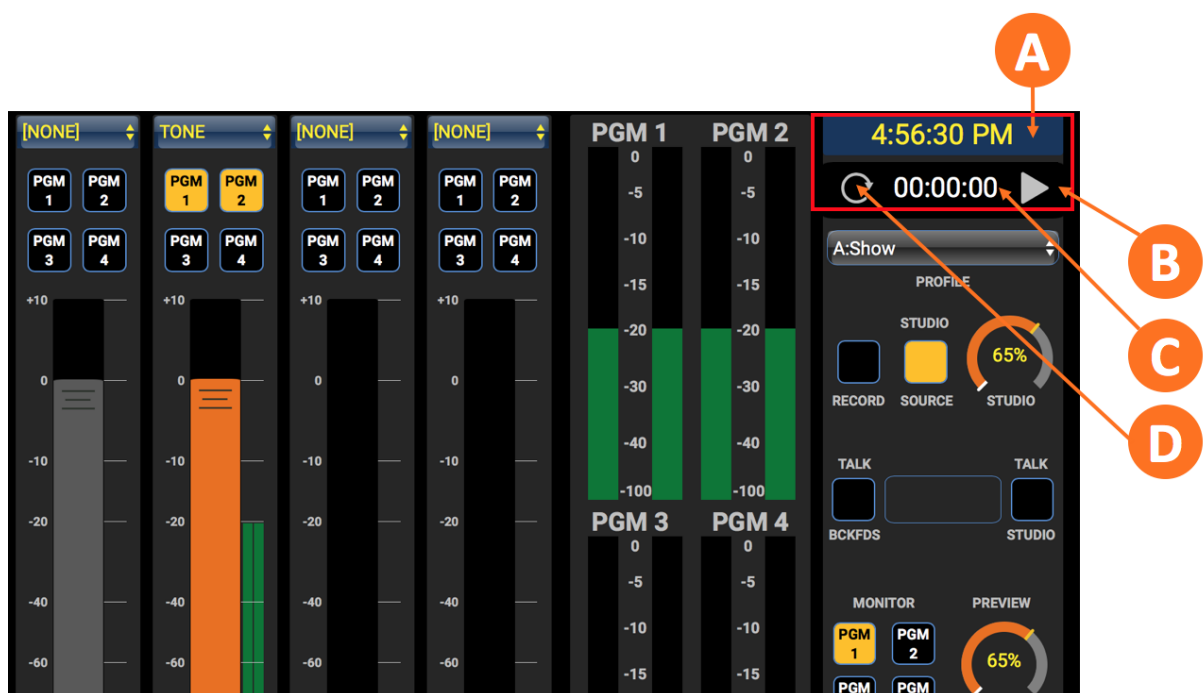 A
[NONE] TONE [NONE] [NONE] PGM 1 PGM 2 4:56:30 PM
0 0
PGM 1 PGM 2 PGM 1 PGM 2 PGM 1 PGM 2 PGM 1 PGM 2 -5 -5 00:00:00
B
PGM 3 PGM 4 PGM 3 PGM 4 PGM 3 PGM 4 PGM 3 PGM 4 -10 -10 A:Show
-15 -15 PROFILE
+10 +10 +10 +10
-20 -20 STUDIO
65% C
0 0 0 0 -30 -30
RECORD SOURCE STUDIO
-40 -40 D
-10 -10 -10 -10 TALK TALK
-100 -100
-20 -20 -20 -20 PGM 3 PGM 4
BCKFDS STUDIO
0 0
-5 -5
-40 -40 -40 -40 MONITOR PREVIEW
-10 -10 PGM 1 PGM 2
-60 -60 -60 -60 65%
-15 -15
PGM PGM